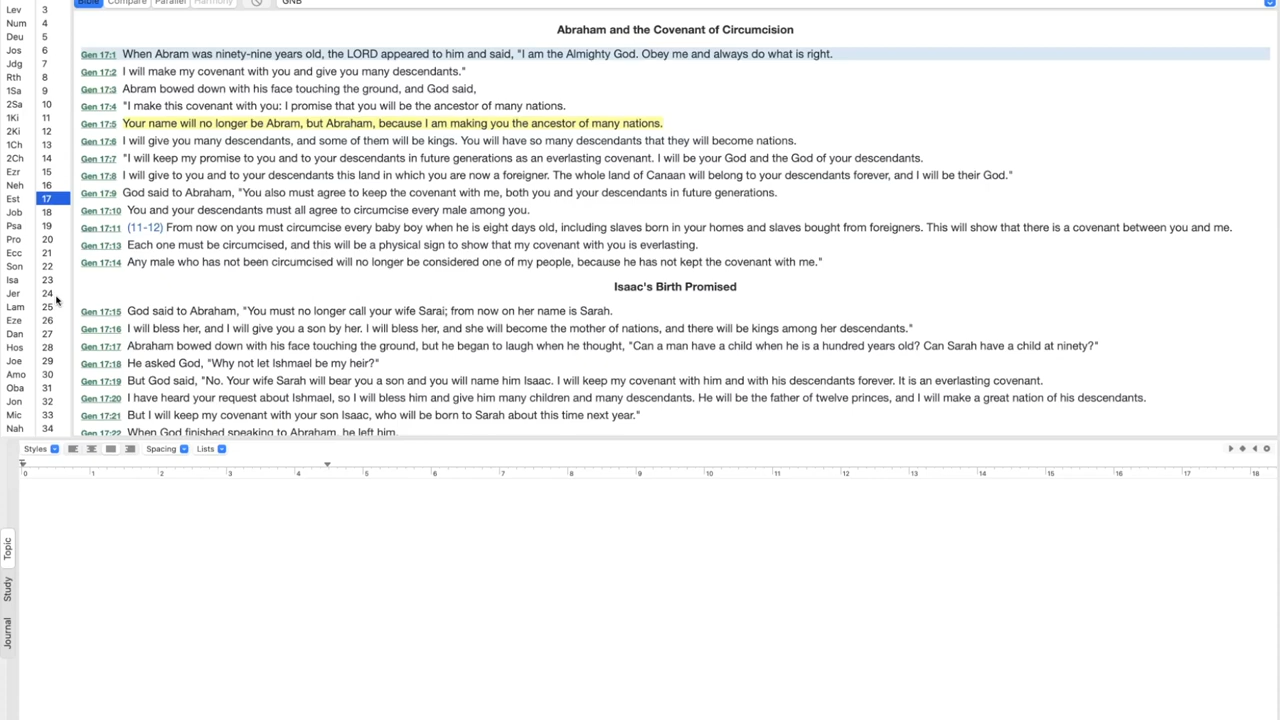 Bible Compare Parallel Harmony GNB
Lev 3
Num 4
Deu 5
Jos 6
Jdg 7
Rth 8
1Sa 9
2Sa 10
1Ki 11
2Ki 12
1Ch 13
2Ch 14
Ezr 15
Neh 16
Est 17
Job 18
Psa 19
Pro 20
Ecc 21
Son 22
Isa 23
Jer 24
Lam 25
Eze 26
Dan 27
Hos 28
Joe 29
Amo 30
Oba 31
Jon 32
Mic 33
Nah 34
Abraham and the Covenant of Circumcision
Gen 17:1 When Abram was ninety-nine years old, the LORD appeared to him and said, "I am the Almighty God. Obey me and always do what is right.
Gen 17:2 I will make my covenant with you and give you many descendants."
Gen 17:3 Abram bowed down with his face touching the ground, and God said,
Gen 17:4 "I make this covenant with you: I promise that you will be the ancestor of many nations.
Gen 17:5 Your name will no longer be Abram, but Abraham, because I am making you the ancestor of many nations.
Gen 17:6 I will give you many descendants, and some of them will be kings. You will have so many descendants that they will become nations.
Gen 17:7 "I will keep my promise to you and to your descendants in future generations as an everlasting covenant. I will be your God and the God of your descendants.
Gen 17:8 I will give to you and to your descendants this land in which you are now a foreigner. The whole land of Canaan will belong to your descendants forever, and I will be their God."
Gen 17:9 God said to Abraham, "You also must agree to keep the covenant with me, both you and your descendants in future generations.
Gen 17:10 You and your descendants must all agree to circumcise every male among you.
Gen 17:11 (11-12) From now on you must circumcise every baby boy when he is eight days old, including slaves born in your homes and slaves bought from foreigners. This will show that there is a covenant between you and me.
Gen 17:13 Each one must be circumcised, and this will be a physical sign to show that my covenant with you is everlasting.
Gen 17:14 Any male who has not been circumcised will no longer be considered one of my people, because he has not kept the covenant with me."
Isaac's Birth Promised
Gen 17:15 God said to Abraham, "You must no longer call your wife Sarai; from now on her name is Sarah.
Gen 17:16 I will bless her, and I will give you a son by her. I will bless her, and she will become the mother of nations, and there will be kings among her descendants."
Gen 17:17 Abraham bowed down with his face touching the ground, but he began to laugh when he thought, "Can a man have a child when he is a hundred years old? Can Sarah have a child at ninety?"
Gen 17:18 He asked God, "Why not let Ishmael be my heir?"
Gen 17:19 But God said, "No. Your wife Sarah will bear you a son and you will name him Isaac. I will keep my covenant with him and with his descendants forever. It is an everlasting covenant.
Gen 17:20 I have heard your request about Ishmael, so I will bless him and give him many children and many descendants. He will be the father of twelve princes, and I will make a great nation of his descendants.
Gen 17:21 But I will keep my covenant with your son Isaac, who will be born to Sarah about this time next year."
Gen 17:22 When God finished speaking to Abraham, he left him.
Styles Spacing Lists
0 1 2 3 4 5 6 7 8 9 10 11 12 13 14 15 16 17 18
Topic
Study
Journal